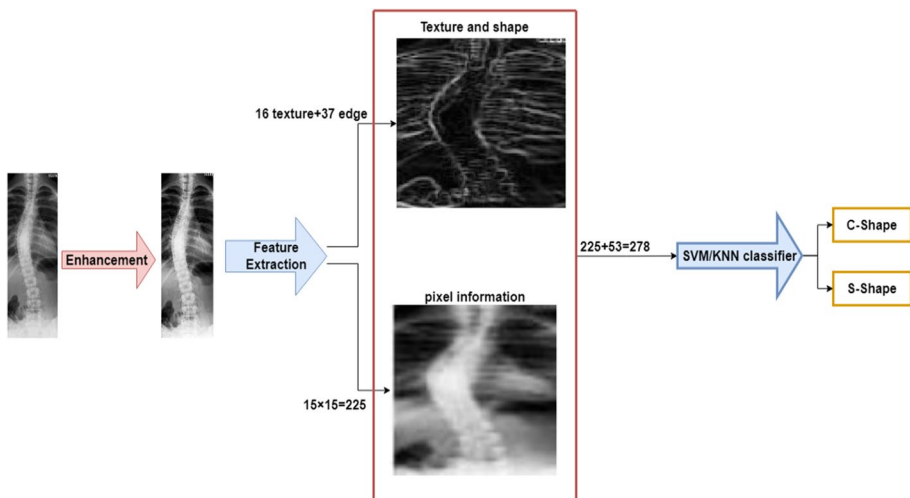 Texture and shape
16 texture+37 edge
Enhancement
Feature
Extraction
225+53=278
SVM/KNN classifier
C-Shape
S-Shape
pixel information
15×15=225